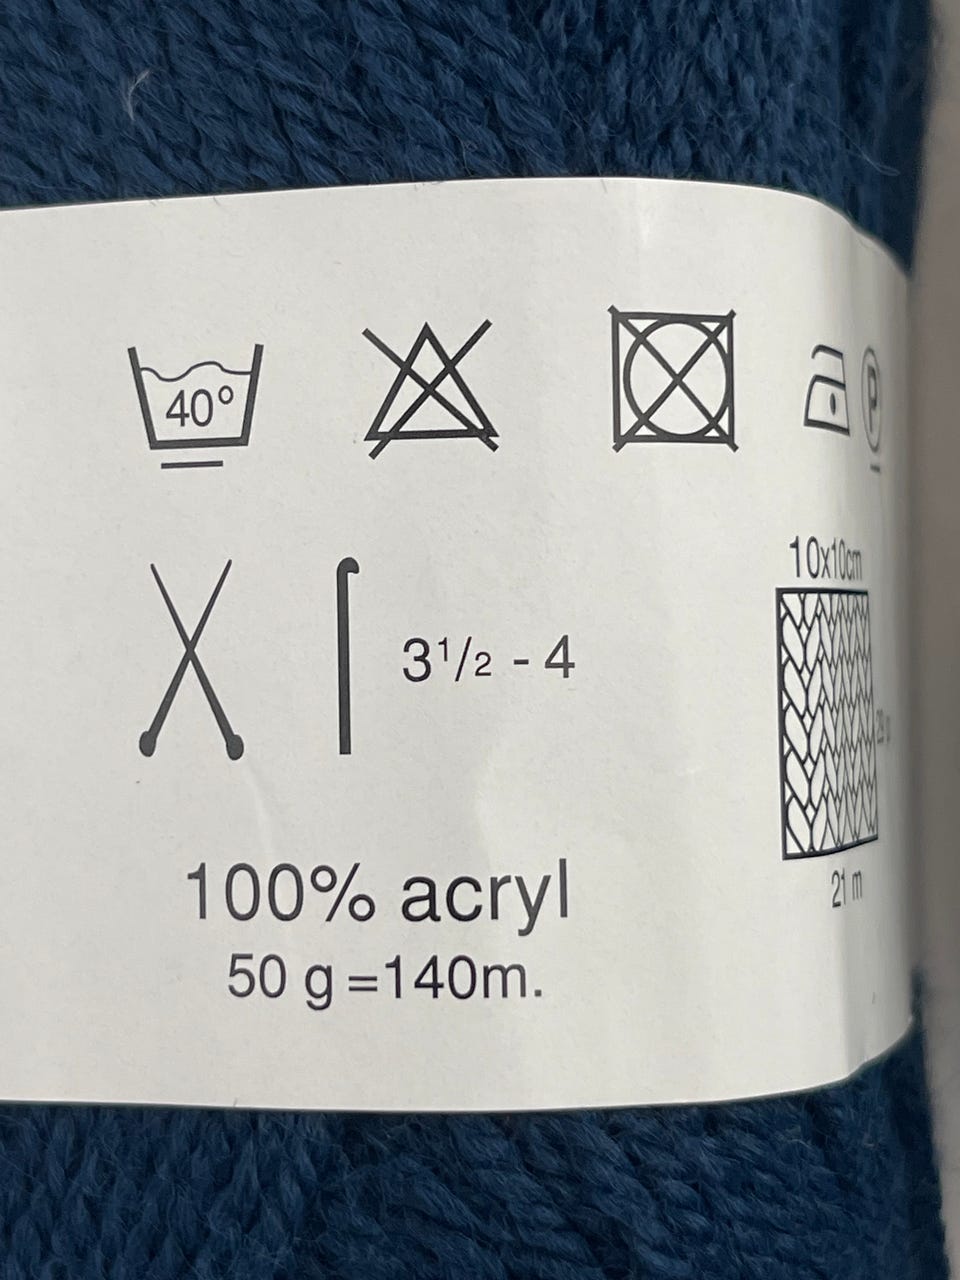 40°
P
10x10cm
3 1/2 - 4
21 m
100% acryl
50 g =140m.